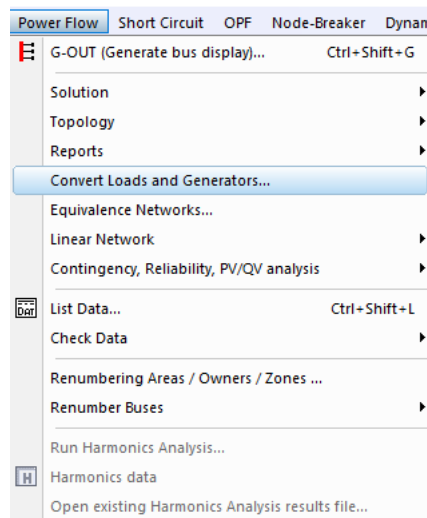 Power Flow Short Circuit OPF Node-Breaker Dynam
G-OUT (Generate bus display)... Ctrl+Shift+G
Solution
Topology
Reports
Convert Loads and Generators...
Equivalence Networks...
Linear Network
Contingency, Reliability, PV/QV analysis
DAT List Data... Ctrl+Shift+L
Check Data
Renumbering Areas / Owners / Zones ...
Renumber Buses
Run Harmonics Analysis...
H Harmonics data
Open existing Harmonics Analysis results file...